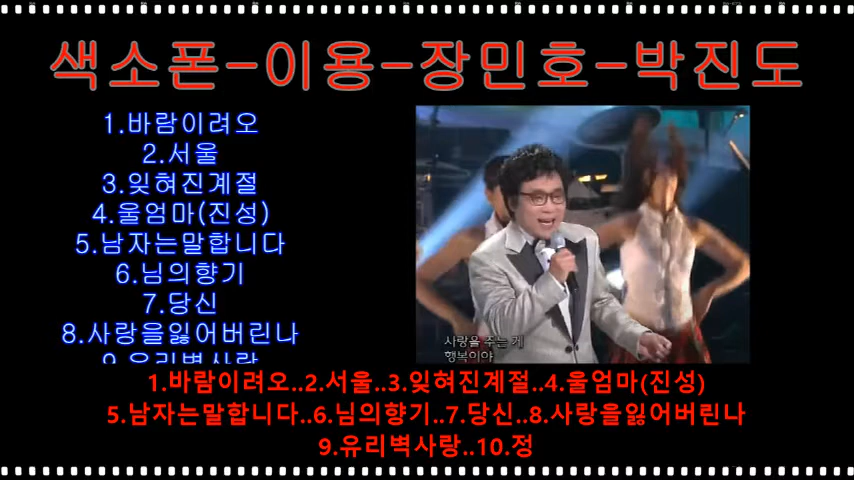 색소폰-이용-장민호-박진도
1.바람이려오
2.서울
3.잊혀진계절
4.울엄마(진성)
5.남자는말합니다
6.님의향기
7.당신
8.사랑을잃어버린나
9.유리벽사랑
사랑을 주는 게
행복이야
1.바람이려오..2.서울..3.잊혀진계절..4.울엄마(진성)
5.남자는말합니다..6.님의향기..7.당신..8.사랑을잃어버린나
9.유리벽사랑..10.정